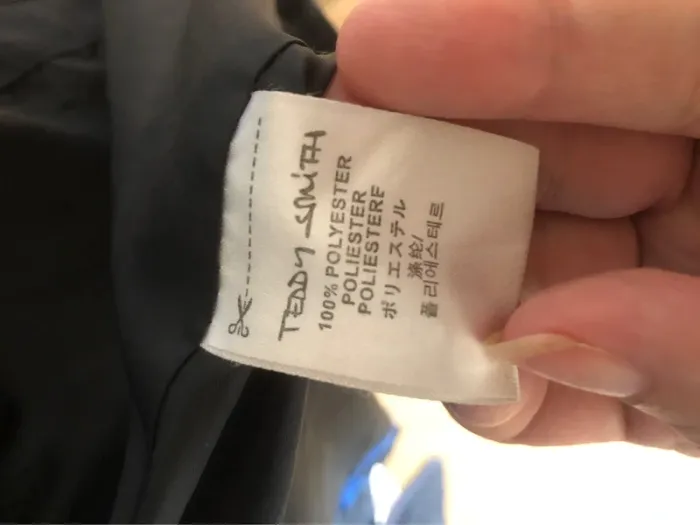 TEDDY SMITH
100% POLYESTER
POLIESTER
POLIESTERE
ポリエステル
涤纶/
폴리에스테르